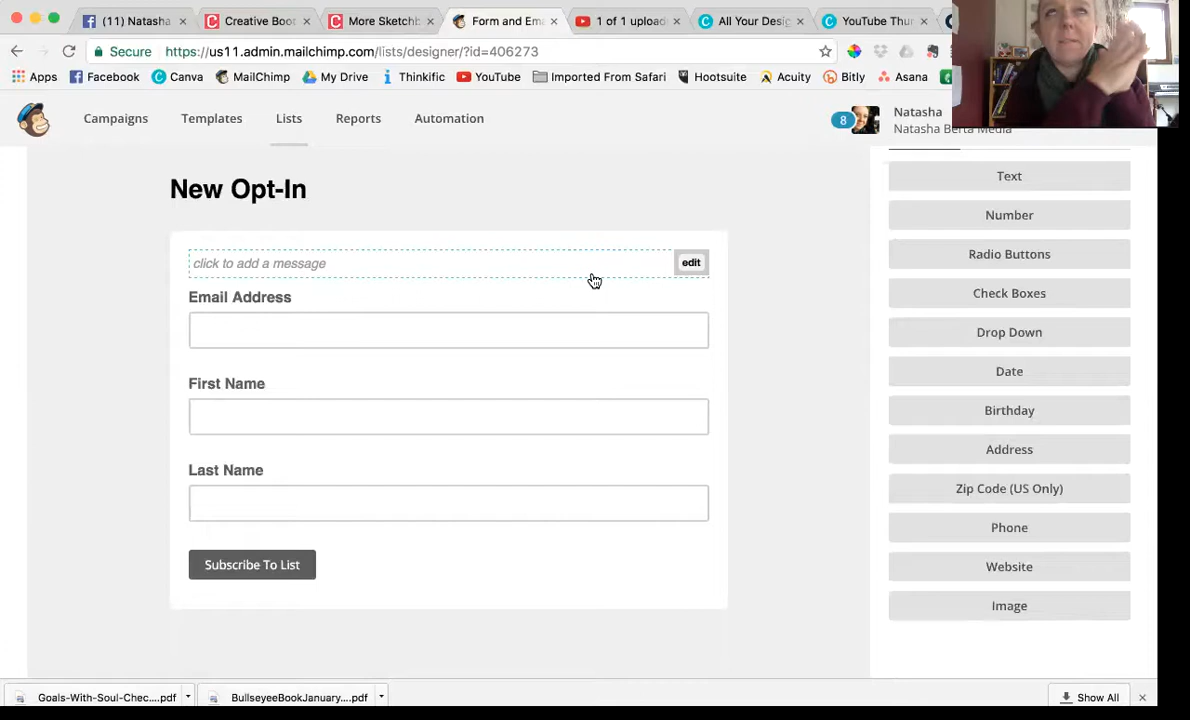 (11) Natasha
Creative Boo
More Sketchb
Form and Ema
1 of 1 upload
All Your Desig
YouTube Thun
Secure https://us11.admin.mailchimp.com/lists/designer/?id=406273
Apps Facebook Canva MailChimp My Drive Thinkific YouTube Imported From Safari Hootsuite Acuity Bitly Asana
Campaigns Templates Lists Reports Automation 8 Natasha
Natasha Berta Media
New Opt-In
click to add a message edit
Email Address
First Name
Last Name
Subscribe To List
Text
Number
Radio Buttons
Check Boxes
Drop Down
Date
Birthday
Address
Zip Code (US Only)
Phone
Website
Image
Goals-With-Soul-Chec....pdf BullseyeeBookJanuary....pdf Show All